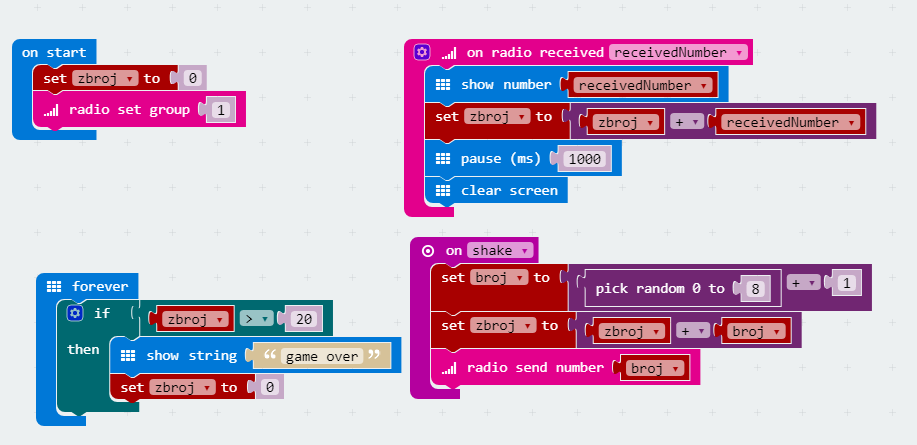 on start
set zbroj to 0
radio set group 1
on radio received receivedNumber
show number receivedNumber
set zbroj to zbroj + receivedNumber
pause (ms) 1000
clear screen
forever
if zbroj > 20
then
show string “ game over ”
set zbroj to 0
on shake
set broj to pick random 0 to 8 + 1
set zbroj to zbroj + broj
radio send number broj